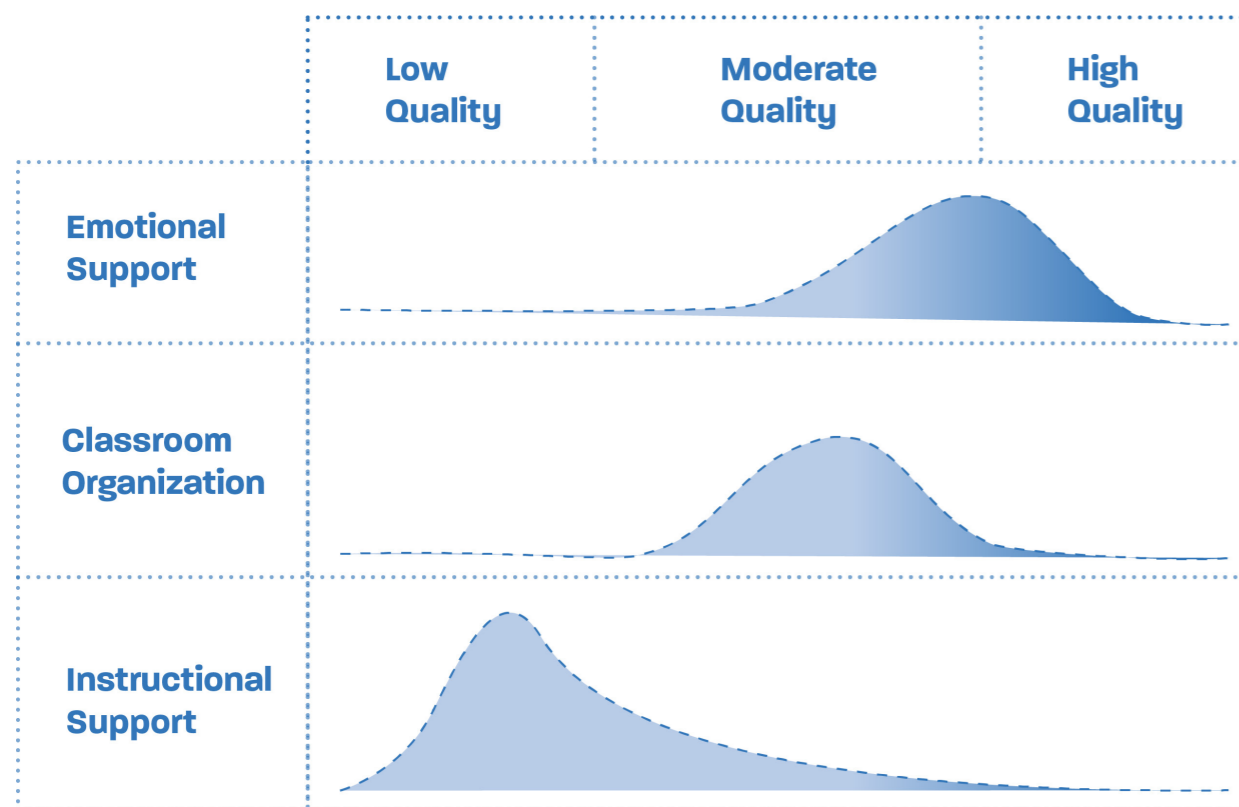 Low
Quality
Moderate
Quality
High
Quality
Emotional
Support
Classroom
Organization
Instructional
Support